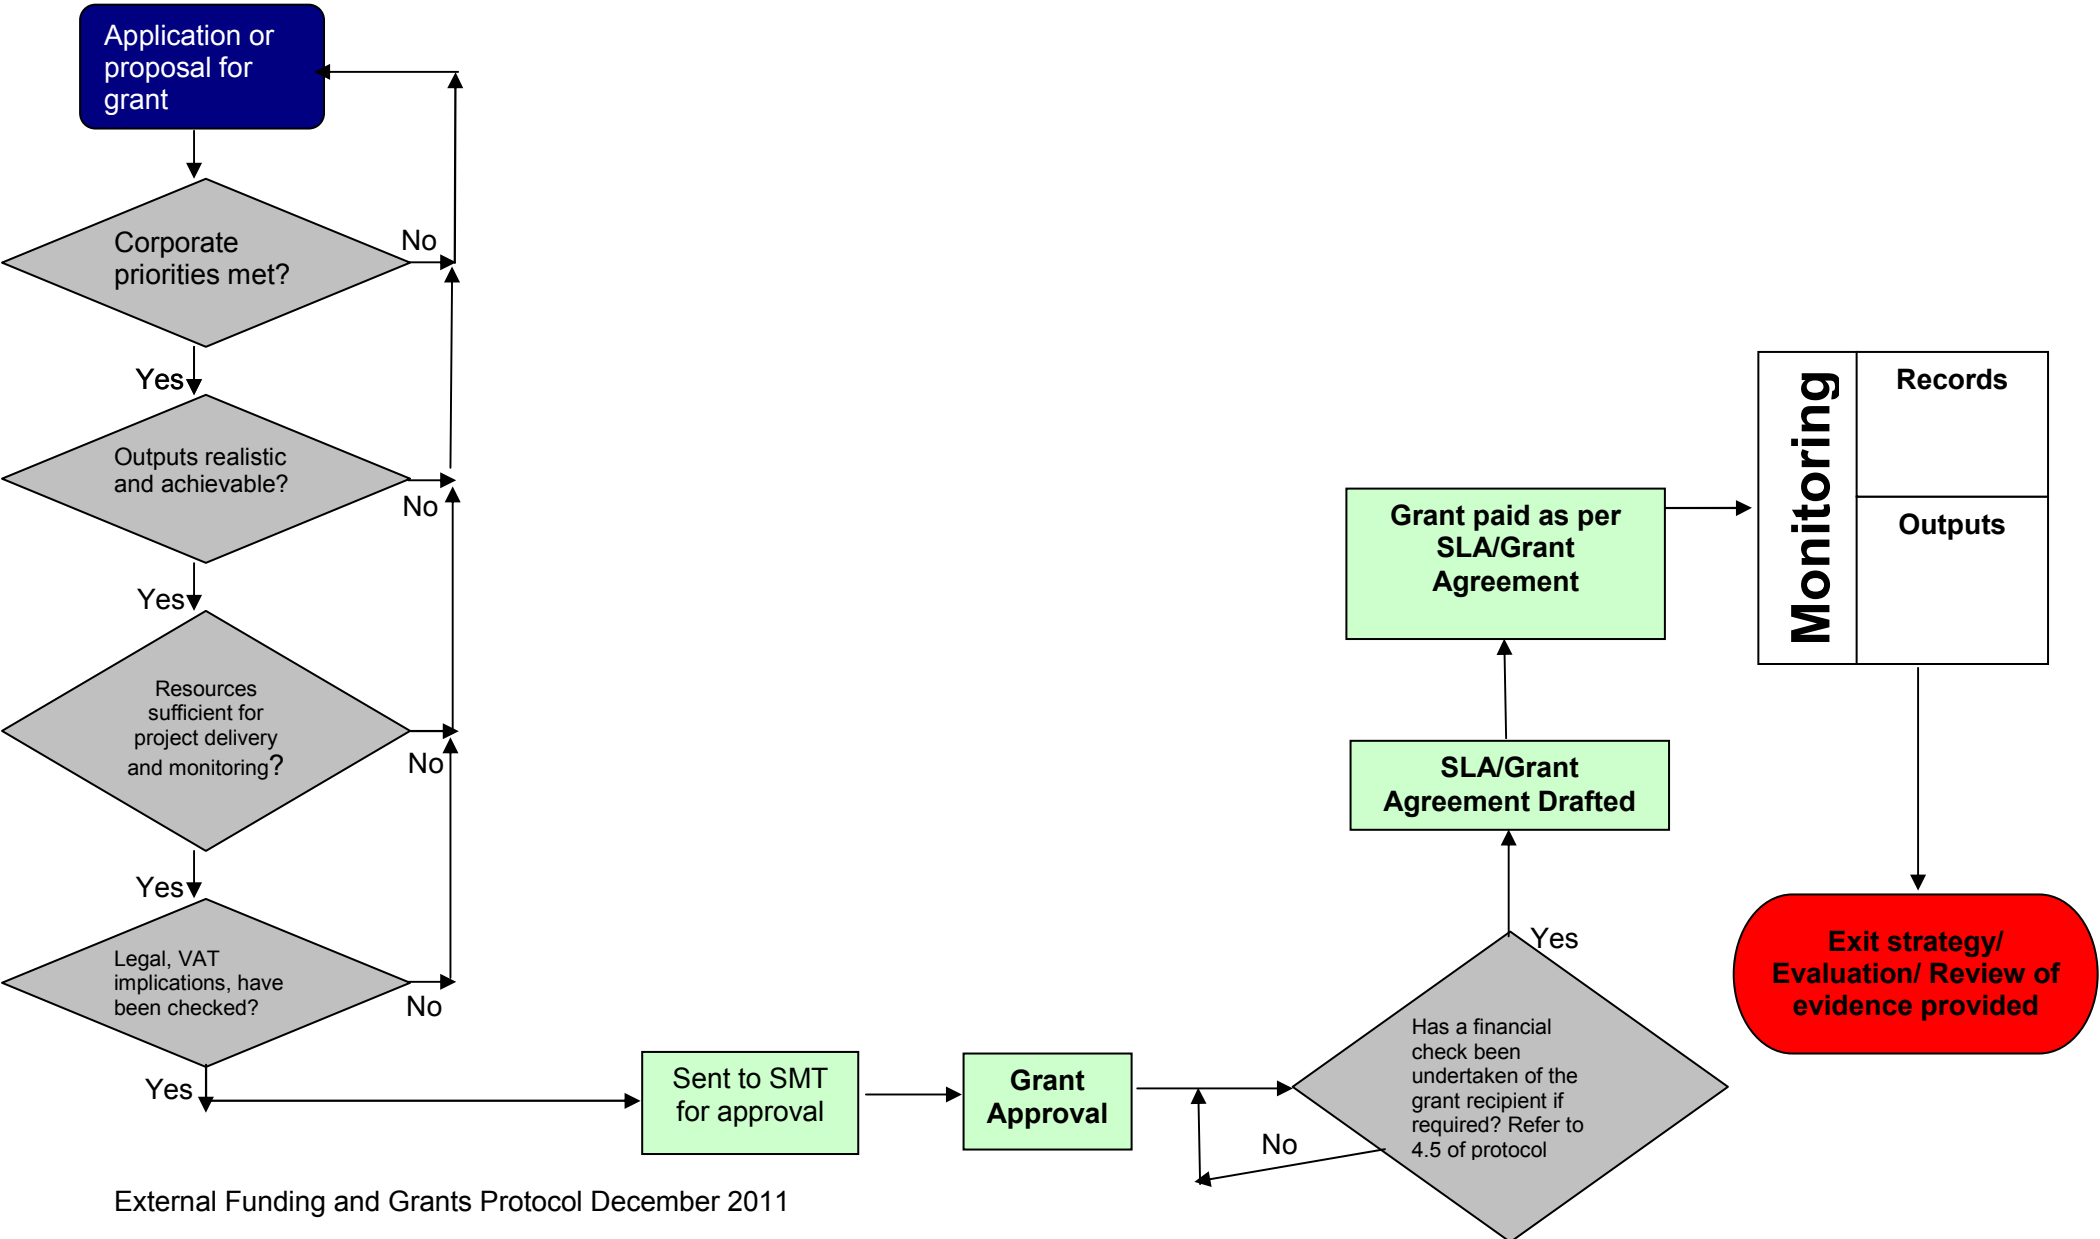 Application or
proposal for
grant
Corporate
priorities met?
No
Yes
Outputs realistic
and achievable?
No
Yes
Resources
sufficient for
project delivery
and monitoring?
No
Yes
Legal, VAT
implications, have
been checked?
No
Yes
Sent to SMT
for approval
Grant
Approval
Has a financial
check been
undertaken of the
grant recipient if
required? Refer to
4.5 of protocol
No
Yes
SLA/Grant
Agreement Drafted
Grant paid as per
SLA/Grant
Agreement
Monitoring
Records
Outputs
Exit strategy/
Evaluation/ Review of
evidence provided
External Funding and Grants Protocol December 2011